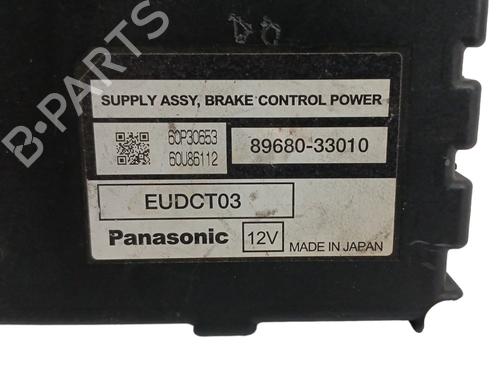 B-PARTS
SUPPLY ASSY, BRAKE CONTROL POWER
60P30653
60U86112
89680-33010
EUDCT03
Panasonic
12V
MADE IN JAPAN